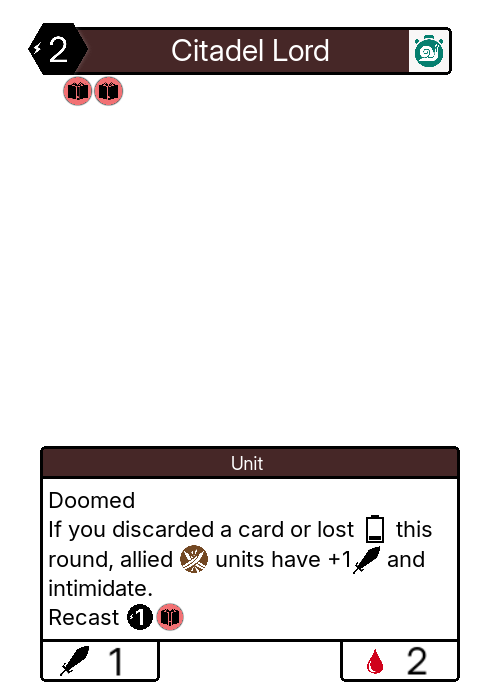 2 Citadel Lord
Unit
Doomed
If you discarded a card or lost this
round, allied units have +1 and
intimidate.
Recast 1
1 2